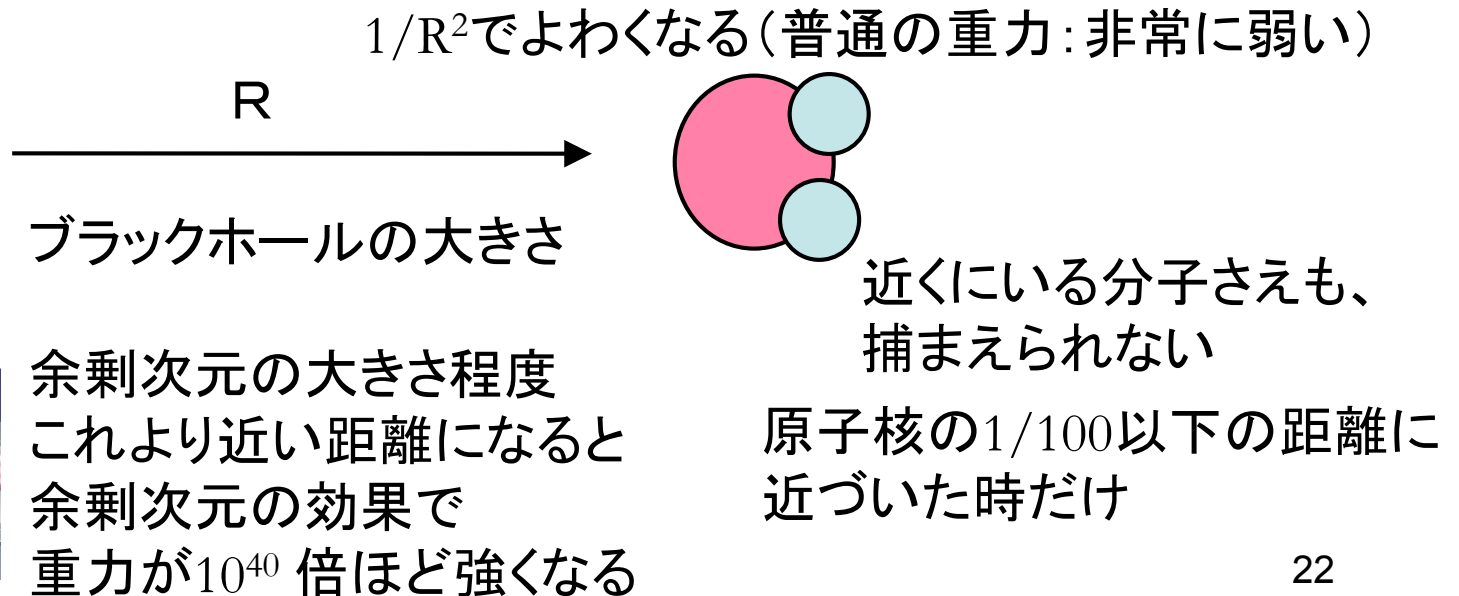 1/R²でよわくなる（普通の重力：非常に弱い）
R
ブラックホールの大きさ
近くにいる分子さえも、
捕まえられない
余剰次元の大きさ程度
これより近い距離になると
余剰次元の効果で
重力が10⁴⁰ 倍ほど強くなる
原子核の1/100以下の距離に
近づいた時だけ
22